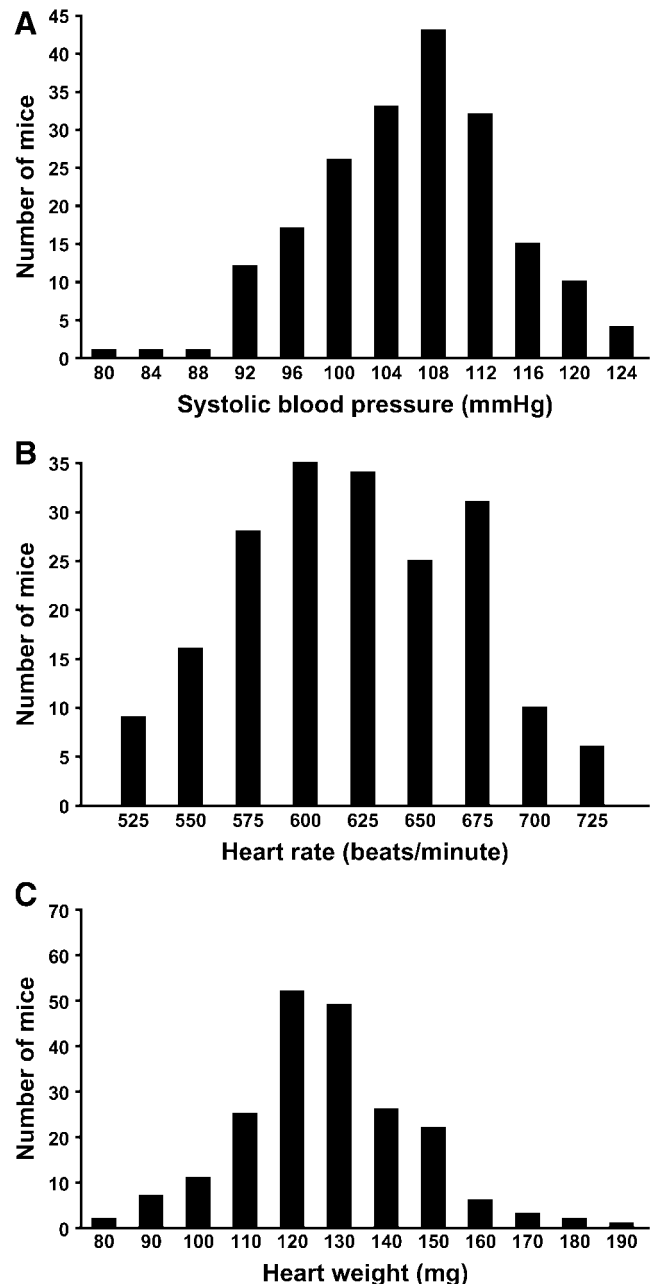 A
Number of mice
45
40
35
30
25
20
15
10
5
0
80 84 88 92 96 100 104 108 112 116 120 124
Systolic blood pressure (mmHg)
B
Number of mice
35
30
25
20
15
10
5
0
525 550 575 600 625 650 675 700 725
Heart rate (beats/minute)
C
Number of mice
70
60
50
40
30
20
10
0
80 90 100 110 120 130 140 150 160 170 180 190
Heart weight (mg)